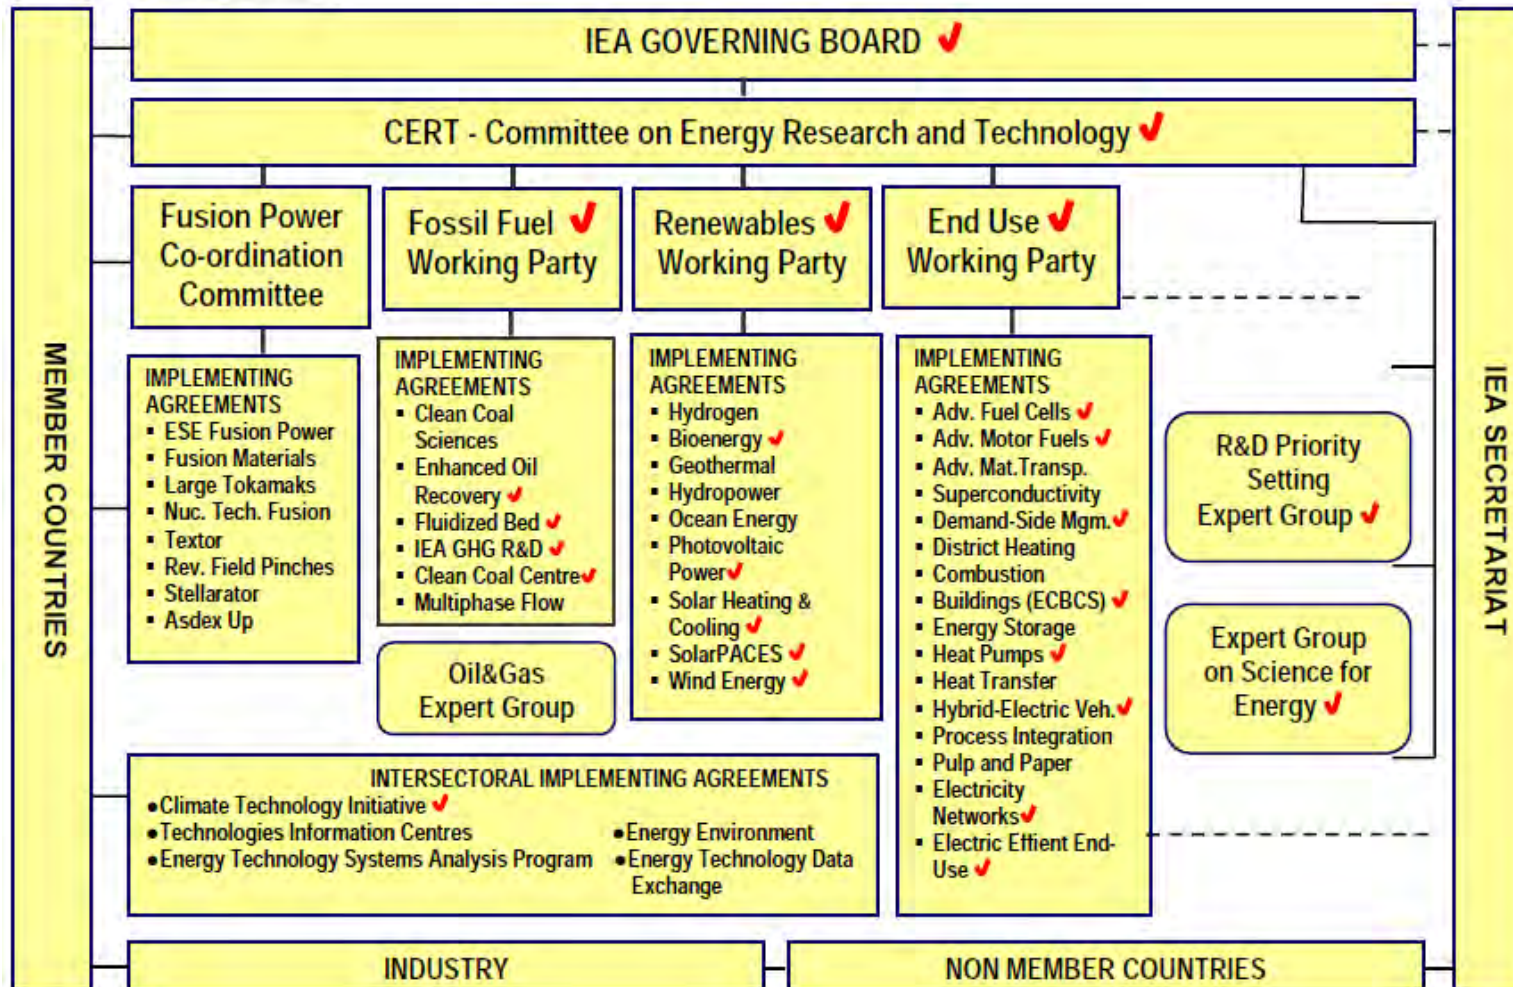 IEA GOVERNING BOARD ✓
CERT - Committee on Energy Research and Technology ✓
MEMBER COUNTRIES
Fusion Power
Co-ordination
Committee
Fossil Fuel ✓
Working Party
Renewables ✓
Working Party
End Use ✓
Working Party
IMPLEMENTING
AGREEMENTS
▪ ESE Fusion Power
▪ Fusion Materials
▪ Large Tokamaks
▪ Nuc. Tech. Fusion
▪ Textor
▪ Rev. Field Pinches
▪ Stellarator
▪ Asdex Up
IMPLEMENTING
AGREEMENTS
▪ Clean Coal
Sciences
▪ Enhanced Oil
Recovery ✓
▪ Fluidized Bed ✓
▪ IEA GHG R&D ✓
▪ Clean Coal Centre ✓
▪ Multiphase Flow
Oil&Gas
Expert Group
IMPLEMENTING
AGREEMENTS
▪ Hydrogen
▪ Bioenergy ✓
▪ Geothermal
▪ Hydropower
▪ Ocean Energy
▪ Photovoltaic
Power ✓
▪ Solar Heating &
Cooling ✓
▪ SolarPACES ✓
▪ Wind Energy ✓
IMPLEMENTING
AGREEMENTS
▪ Adv. Fuel Cells ✓
▪ Adv. Motor Fuels ✓
▪ Adv. Mat.Transp.
▪ Superconductivity
▪ Demand-Side Mgm. ✓
▪ District Heating
▪ Combustion
▪ Buildings (ECBCS) ✓
▪ Energy Storage
▪ Heat Pumps ✓
▪ Heat Transfer
▪ Hybrid-Electric Veh. ✓
▪ Process Integration
▪ Pulp and Paper
▪ Electricity
Networks ✓
▪ Electric Effient End-
Use ✓
R&D Priority
Setting
Expert Group ✓
Expert Group
on Science for
Energy ✓
IEA SECRETARIAT
INTERSECTORAL IMPLEMENTING AGREEMENTS
●Climate Technology Initiative ✓
●Technologies Information Centres
●Energy Technology Systems Analysis Program
●Energy Environment
●Energy Technology Data
Exchange
INDUSTRY
NON MEMBER COUNTRIES